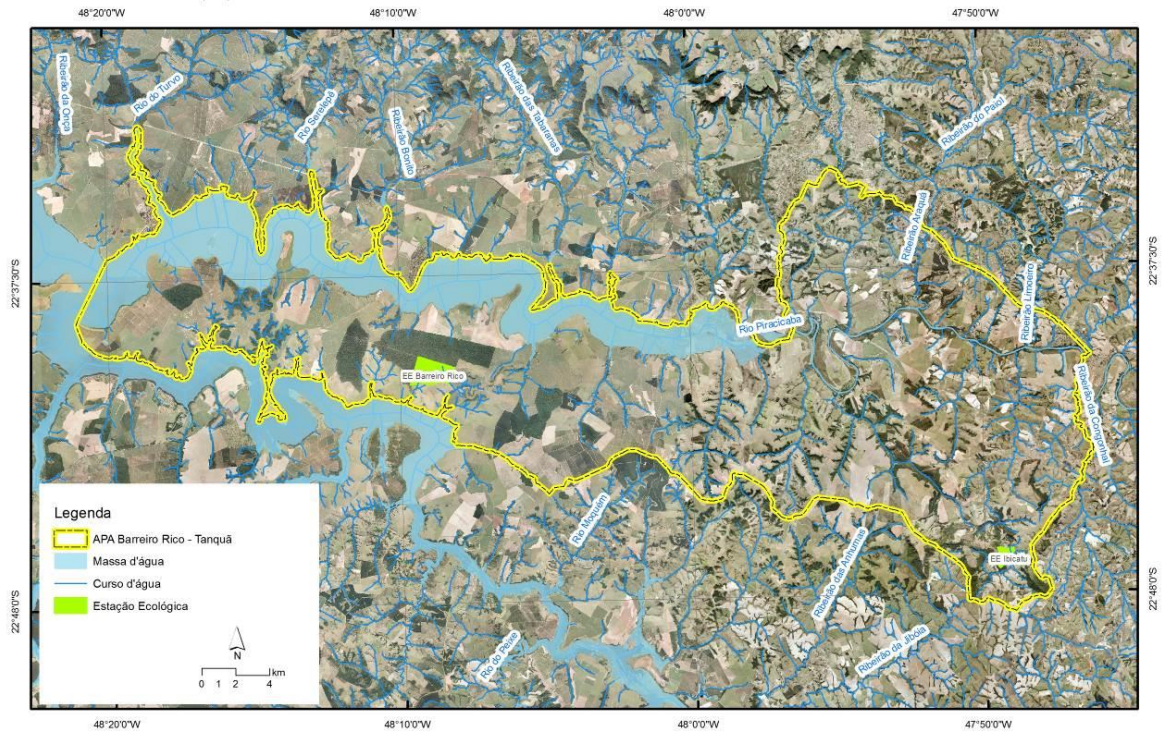 48°20'0"W
48°10'0"W
48°0'0"W
47°50'0"W
Ribeirão da Onça
Rio do Turvo
Rio Serelepê
Ribeirão Bonito
Ribeirão das Tabaranas
Ribeirão do Paiol
Ribeirão Araquã
Ribeirão Limoeiro
22°37'30"S
22°37'30"S
Rio Piracicaba
Ribeirão da Congonhal
EE Barreiro Rico
Rio Moquém
Ribeirão das Anhumas
EE Ibicatu
Ribeirão da Jibóia
Rio do Peixe
22°48'0"S
22°48'0"S
Legenda
APA Barreiro Rico - Tanquã
Massa d'água
Curso d'água
Estação Ecológica
N
0 1 2 4 km
48°20'0"W
48°10'0"W
48°0'0"W
47°50'0"W